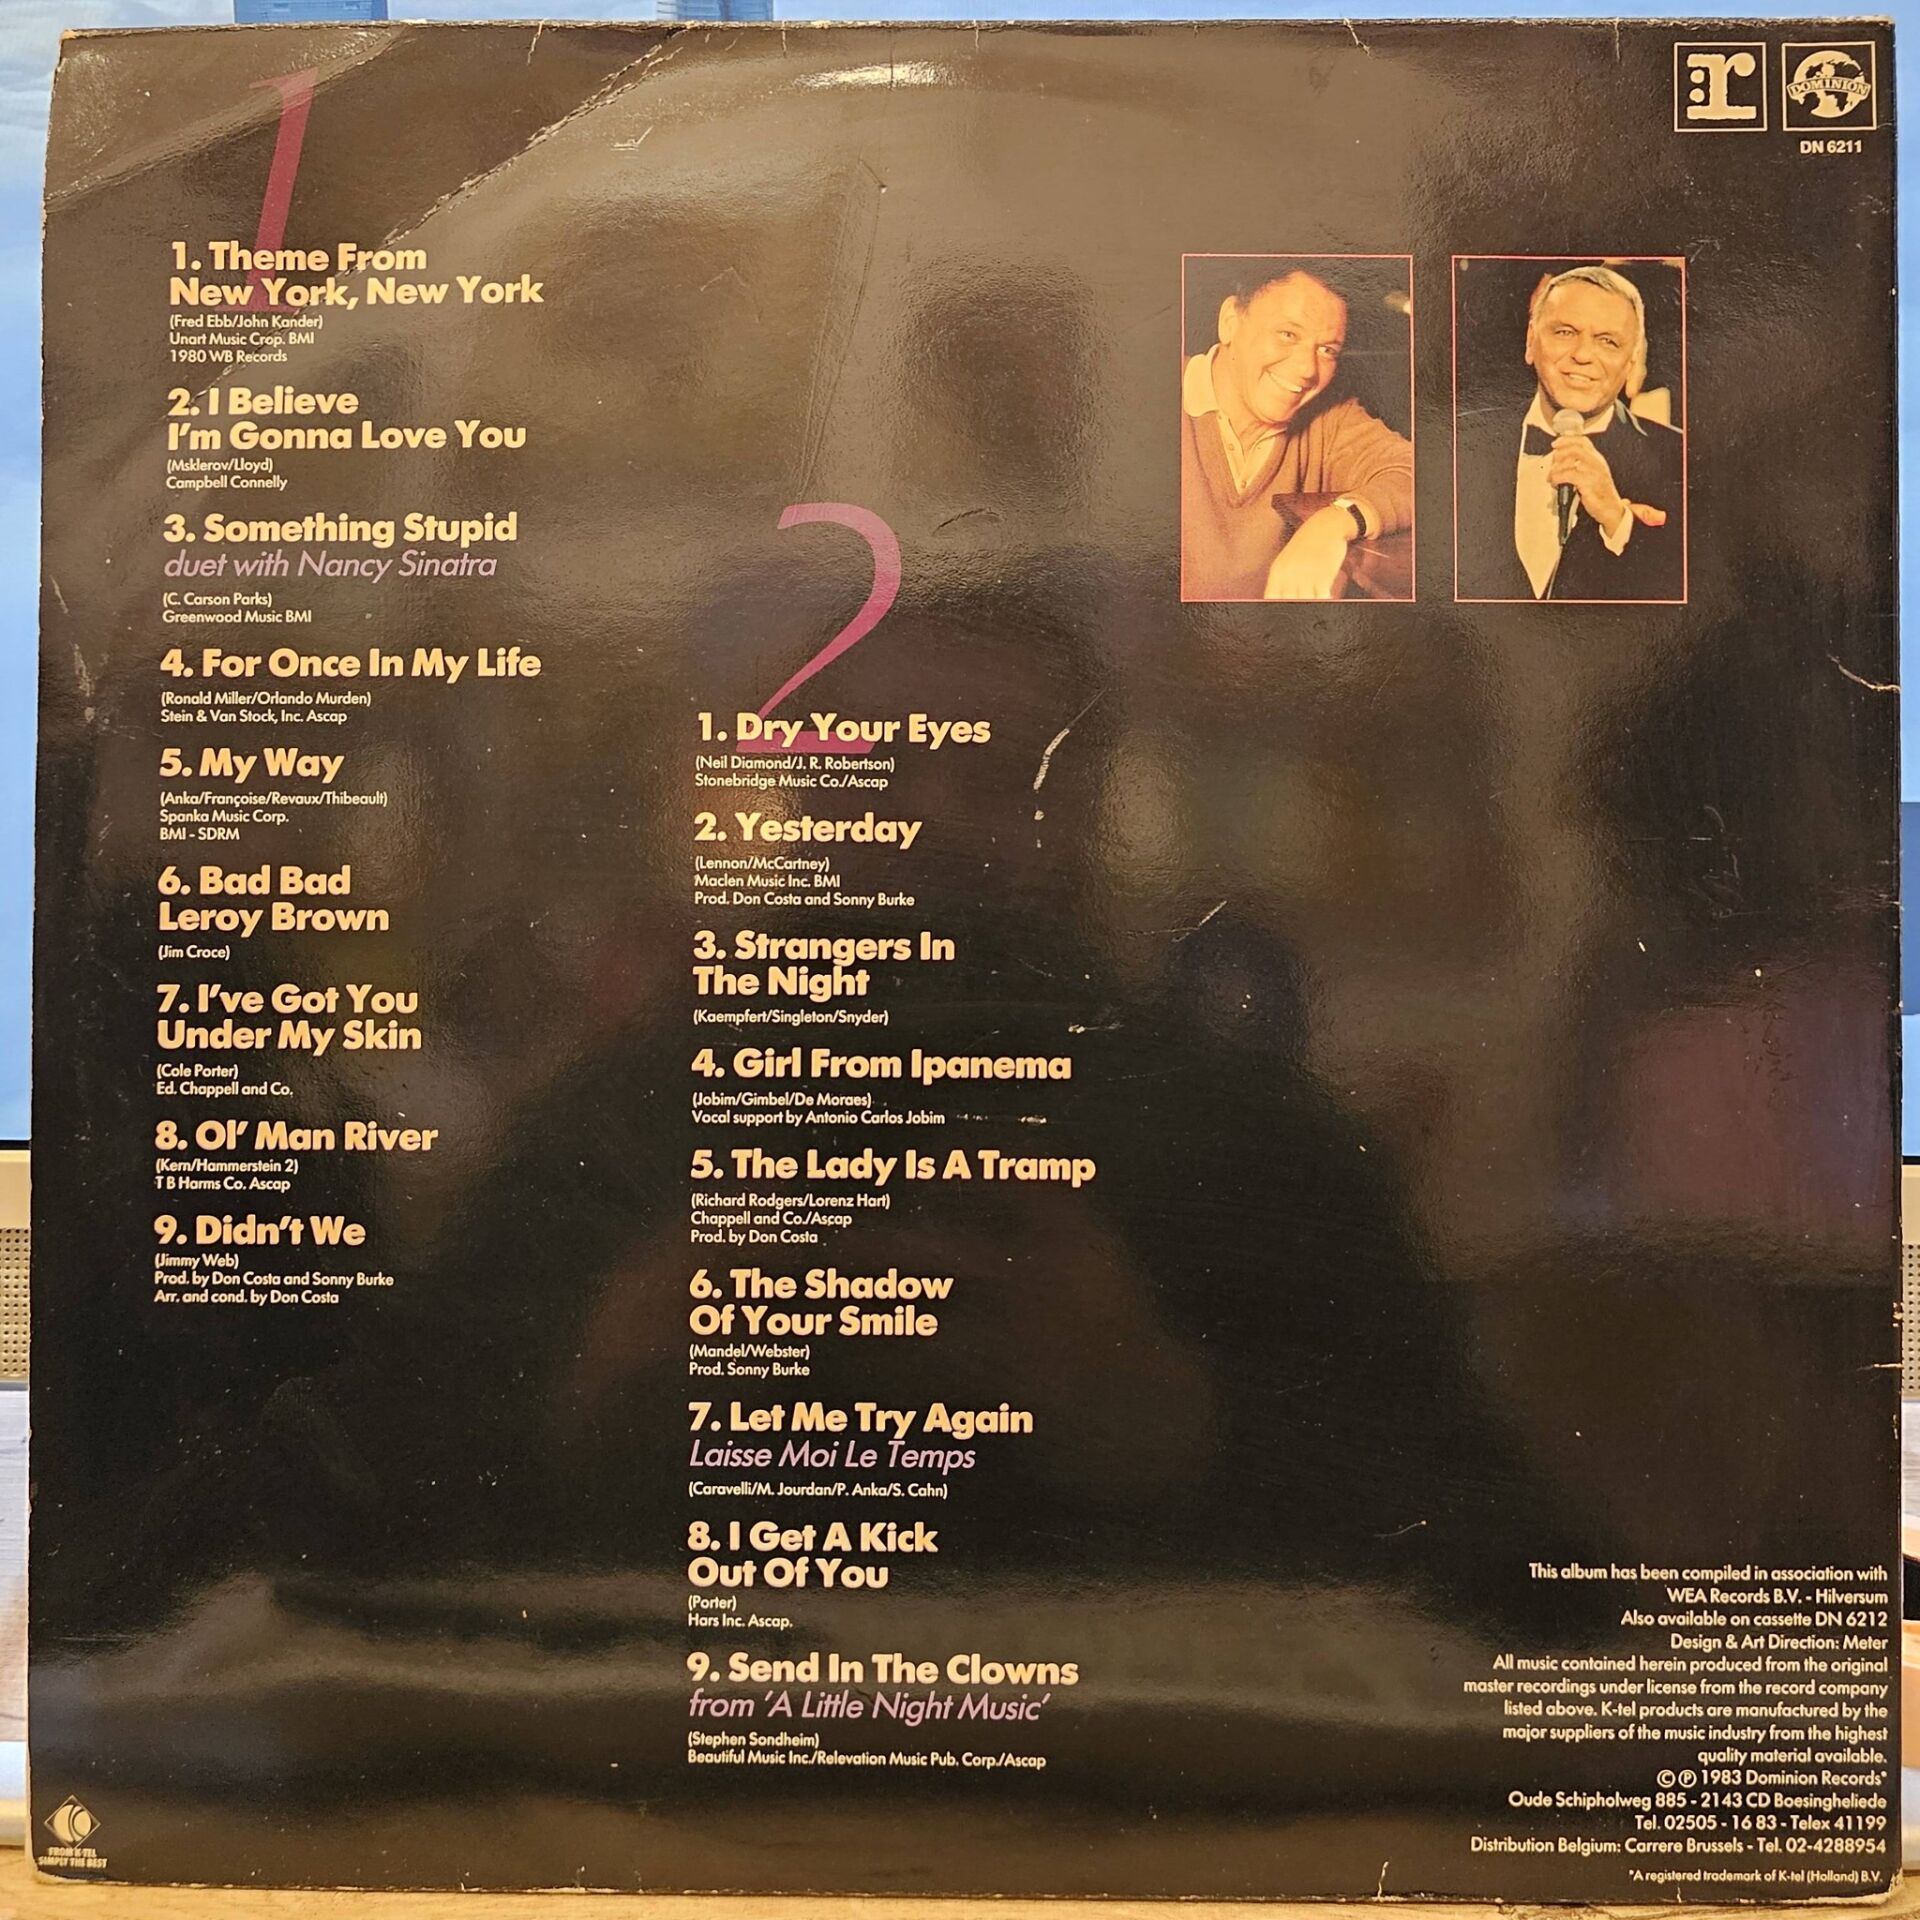 1
1. Theme From
New York, New York
(Fred Ebb/John Kander)
Unart Music Crop. BMI
1980 WB Records
2. I Believe
I'm Gonna Love You
(Msklerov/Lloyd)
Campbell Connelly
3. Something Stupid
duet with Nancy Sinatra
(C. Carson Parks)
Greenwood Music BMI
4. For Once In My Life
(Ronald Miller/Orlando Murden)
Stein & Van Stock, Inc. Ascap
5. My Way
(Anka/Françoise/Revaux/Thibeault)
Spanka Music Corp.
BMI - SDRM
6. Bad Bad
Leroy Brown
(Jim Croce)
7. I've Got You
Under My Skin
(Cole Porter)
Ed. Chappell and Co.
8. Ol' Man River
(Kern/Hammerstein 2)
T B Harms Co. Ascap
9. Didn't We
(Jimmy Web)
Prod. by Don Costa and Sonny Burke
Arr. and cond. by Don Costa
2
1. Dry Your Eyes
(Neil Diamond/J. R. Robertson)
Stonebridge Music Co./Ascap
2. Yesterday
(Lennon/McCartney)
Maclen Music Inc. BMI
Prod. Don Costa and Sonny Burke
3. Strangers In
The Night
(Kaempfert/Singleton/Snyder)
4. Girl From Ipanema
(Jobim/Gimbel/De Moraes)
Vocal support by Antonio Carlos Jobim
5. The Lady Is A Tramp
(Richard Rodgers/Lorenz Hart)
Chappell and Co./Ascap
Prod. by Don Costa
6. The Shadow
Of Your Smile
(Mandel/Webster)
Prod. Sonny Burke
7. Let Me Try Again
Laisse Moi Le Temps
(Caravelli/M. Jourdan/P. Anka/S. Cahn)
8. I Get A Kick
Out Of You
(Porter)
Hars Inc. Ascap.
9. Send In The Clowns
from 'A Little Night Music'
(Stephen Sondheim)
Beautiful Music Inc./Relevation Music Pub. Corp./Ascap
:r
DOMINION
DN 6211
This album has been compiled in association with
WEA Records B.V. - Hilversum
Also available on cassette DN 6212
Design & Art Direction: Meter
All music contained herein produced from the original
master recordings under license from the record company
listed above. K-tel products are manufactured by the
major suppliers of the music industry from the highest
quality material available.
© ℗ 1983 Dominion Records*
Oude Schipholweg 885 - 2143 CD Boesingheliede
Tel. 02505 - 16 83 - Telex 41199
Distribution Belgium: Carrere Brussels - Tel. 02-4288954
*A registered trademark of K-tel (Holland) B.V.
FROM K-TEL
SIMPLY THE BEST